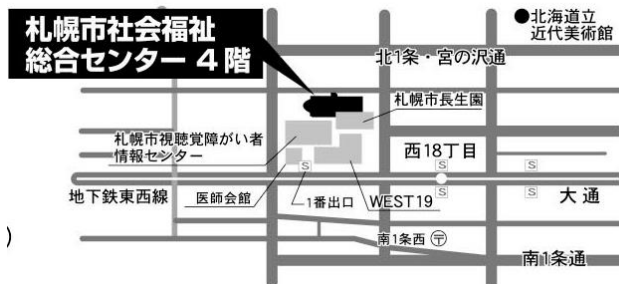 札幌市社会福祉
総合センター 4階
●北海道立
近代美術館
北1条・宮の沢通
札幌市長生園
札幌市視聴覚障がい者
情報センター
西18丁目
S
S
S
地下鉄東西線
医師会館
1番出口
WEST19
S
S
大通
)
南1条西〒
南1条通